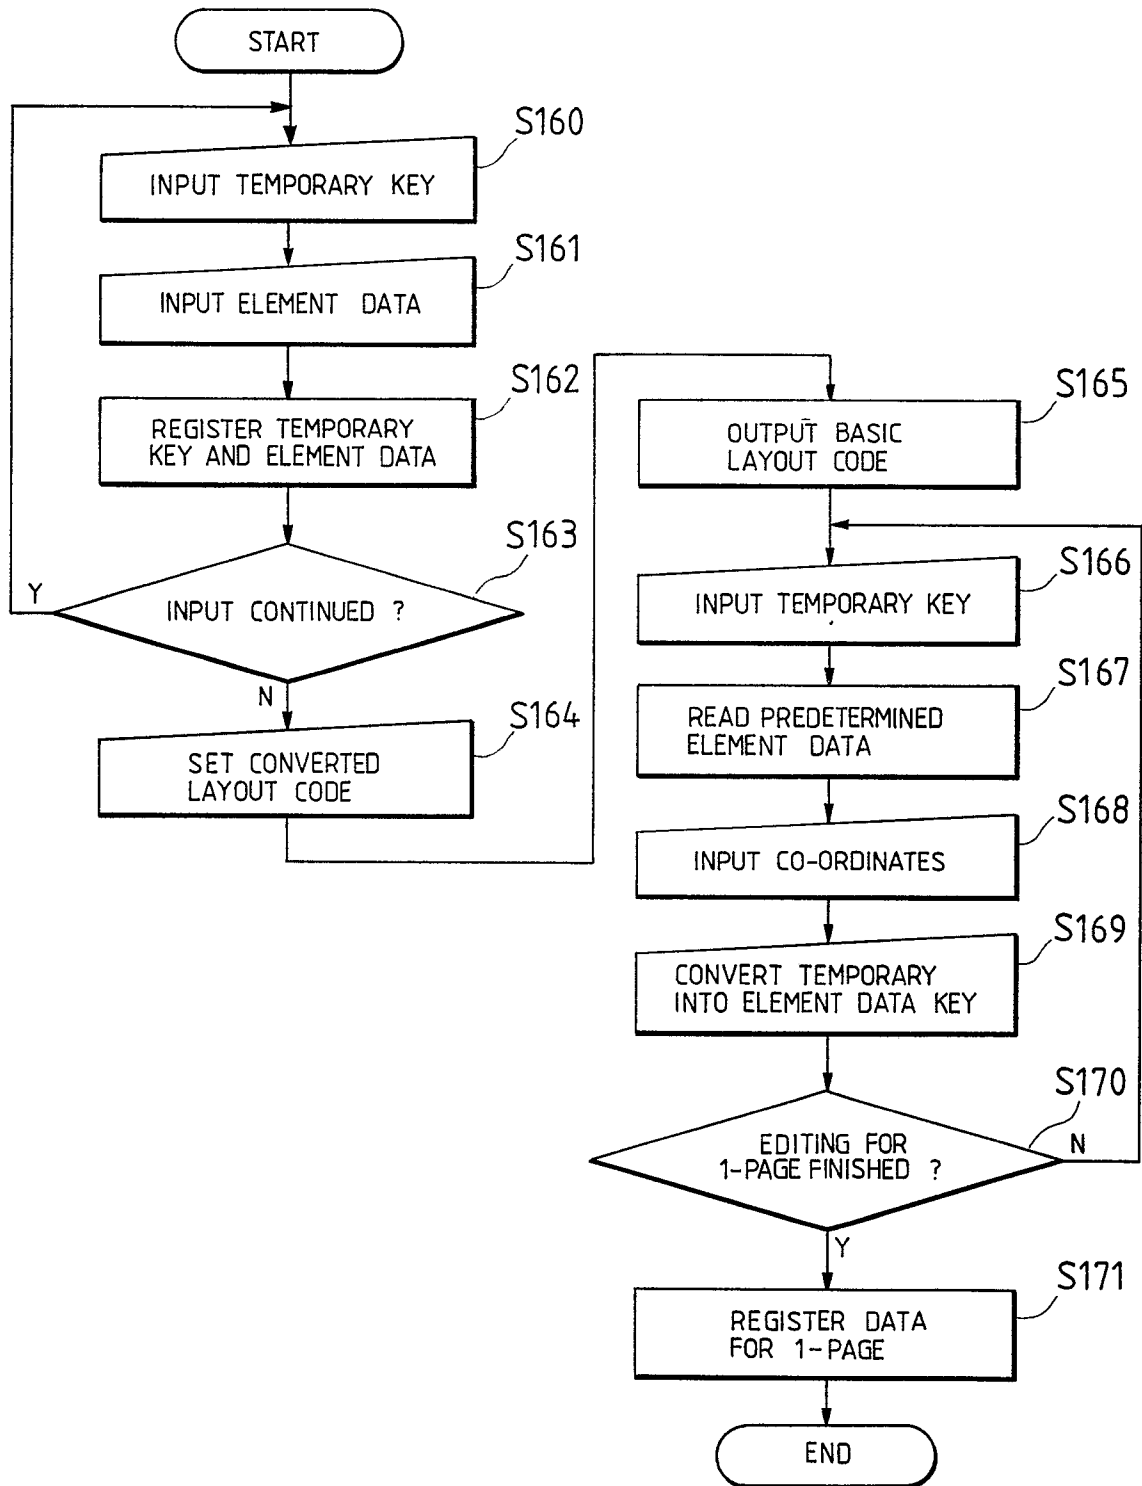 START
S160
INPUT TEMPORARY KEY
S161
INPUT ELEMENT DATA
S162
REGISTER TEMPORARY
KEY AND ELEMENT DATA
S163
Y
INPUT CONTINUED ?
N
S164
SET CONVERTED
LAYOUT CODE
S165
OUTPUT BASIC
LAYOUT CODE
S166
INPUT TEMPORARY KEY
S167
READ PREDETERMINED
ELEMENT DATA
S168
INPUT CO-ORDINATES
S169
CONVERT TEMPORARY
INTO ELEMENT DATA KEY
S170
EDITING FOR
1-PAGE FINISHED ?
N
Y
S171
REGISTER DATA
FOR 1-PAGE
END